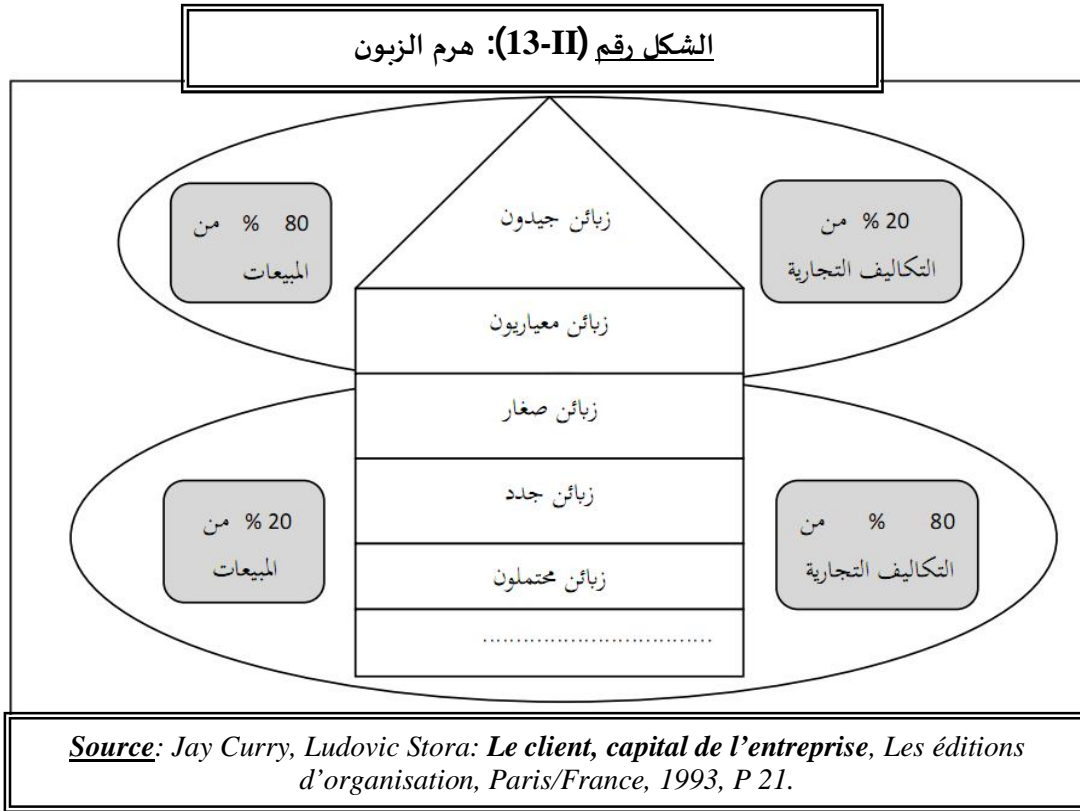 الشكل رقم (13-II): هرم الزبون
زبائن جيدون
20 % من
التكاليف التجارية
80 % من
المبيعات
زبائن معياريون
زبائن صغار
زبائن جدد
80 % من
التكاليف التجارية
20 % من
المبيعات
زبائن محتملون
..................................
Source: Jay Curry, Ludovic Stora: Le client, capital de l’entreprise, Les éditions
d’organisation, Paris/France, 1993, P 21.